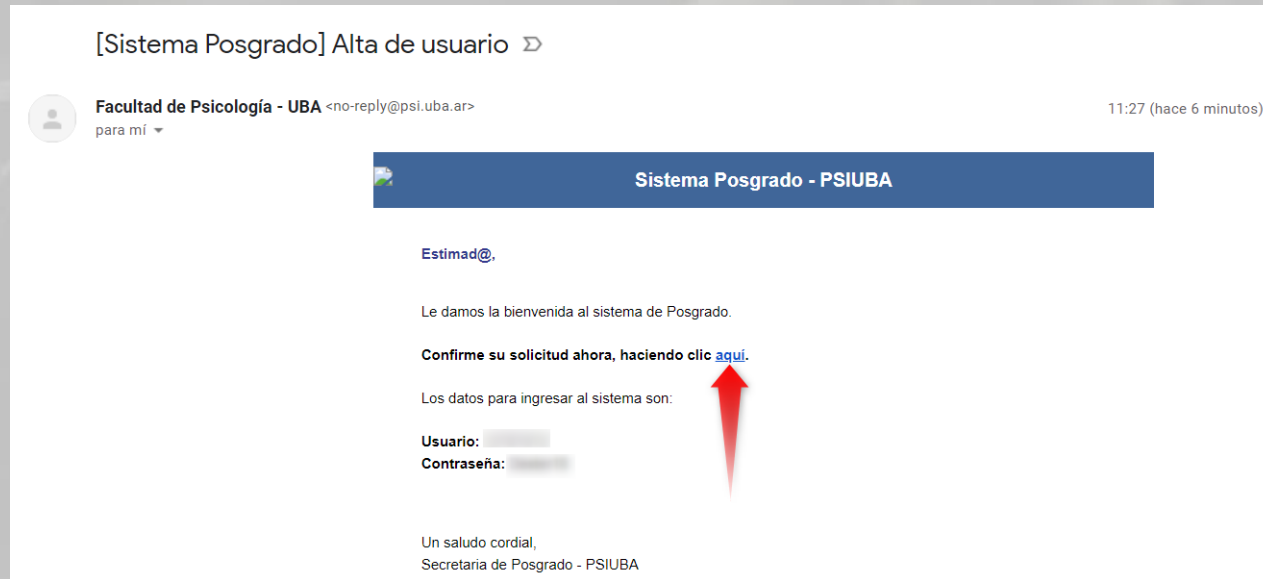 [Sistema Posgrado] Alta de usuario
Facultad de Psicología - UBA <no-reply@psi.uba.ar>
11:27 (hace 6 minutos)
para mí
Sistema Posgrado - PSIUBA
Estimad@,
Le damos la bienvenida al sistema de Posgrado.
Confirme su solicitud ahora, haciendo clic aquí.
Los datos para ingresar al sistema son:
Usuario:
Contraseña:
Un saludo cordial,
Secretaria de Posgrado - PSIUBA